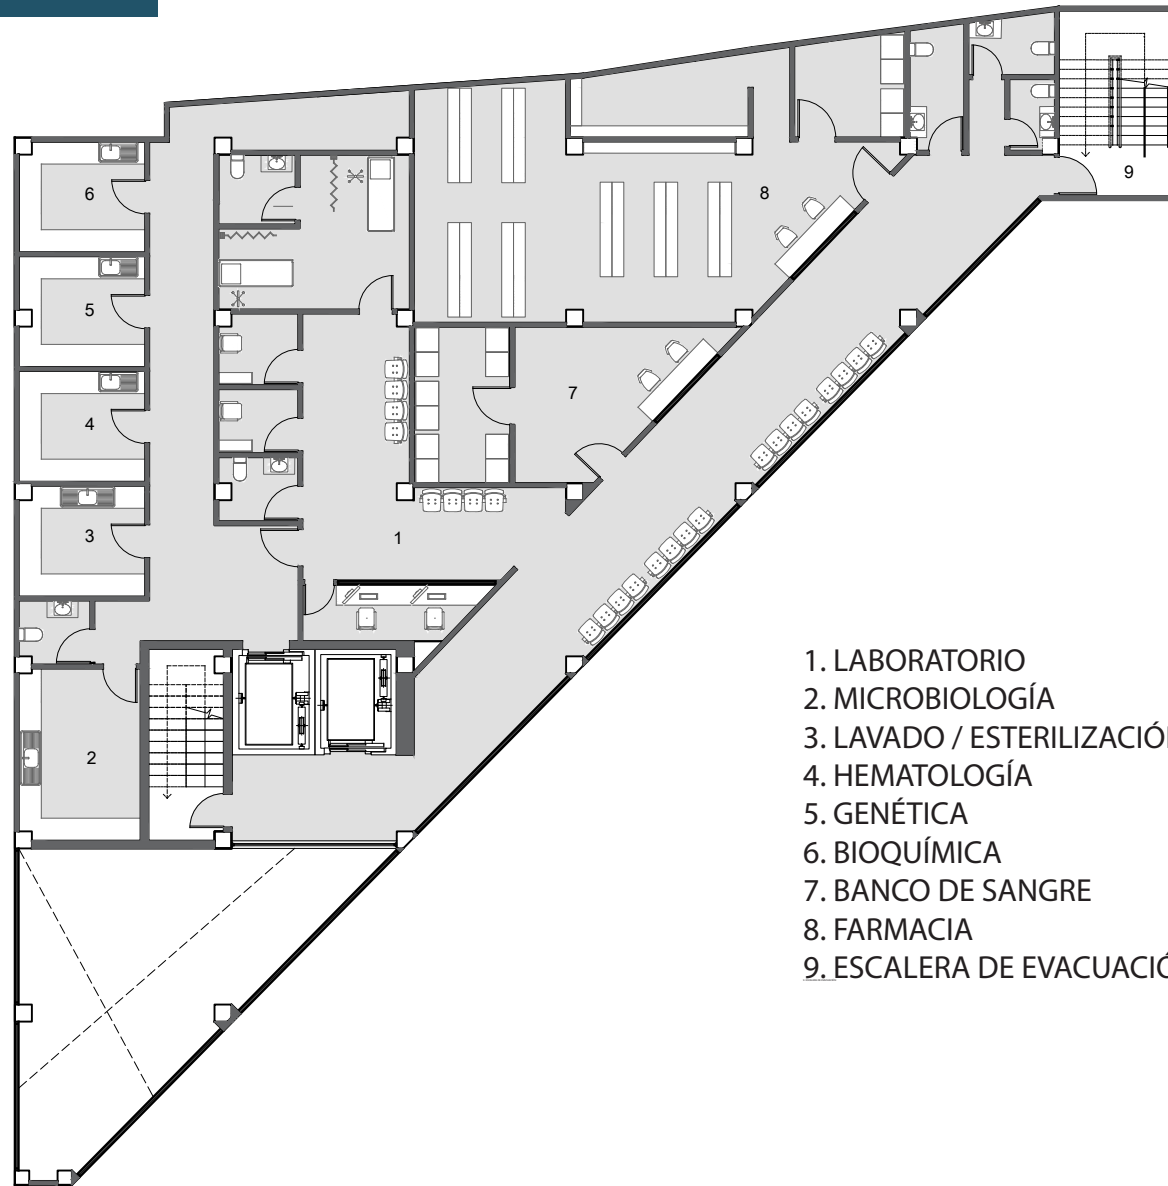 6
9
8
5
7
4
3
1
2
1. LABORATORIO
2. MICROBIOLOGÍA
3. LAVADO / ESTERILIZACIÓN
4. HEMATOLOGÍA
5. GENÉTICA
6. BIOQUÍMICA
7. BANCO DE SANGRE
8. FARMACIA
9. ESCALERA DE EVACUACIÓ